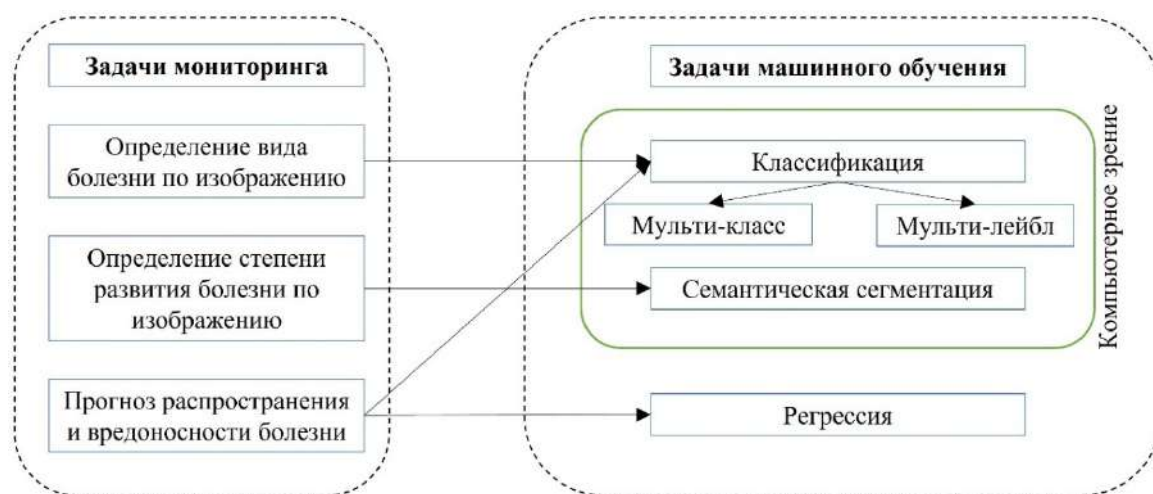 Задачи мониторинга
Определение вида
болезни по изображению
Определение степени
развития болезни по
изображению
Прогноз распространения
и вредоносности болезни
Задачи машинного обучения
Классификация
Мульти-класс
Мульти-лейбл
Семантическая сегментация
Регрессия
Компьютерное зрение